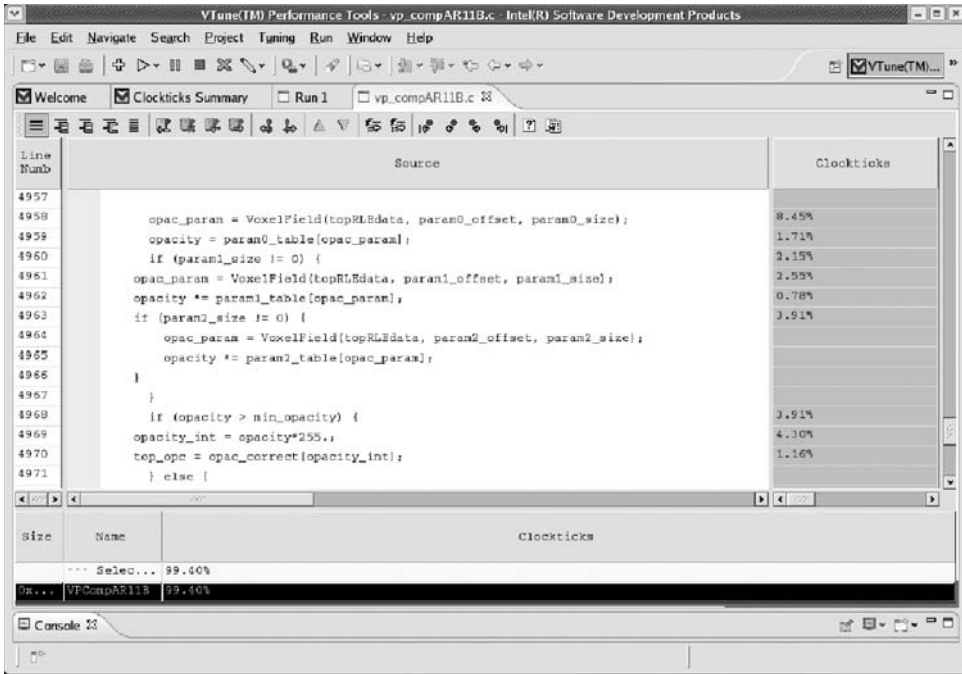 VTune(TM) Performance Tools - vp_compAR11B.c - Intel(R) Software Development Products
File Edit Navigate Search Project Tuning Run Window Help
VTune(TM)... »
Welcome Clockticks Summary Run 1 vp_compAR11B.c
Line Numb Source Clockticks
4957
4958 opac_param = VoxelField(topRLEdata, param0_offset, param0_size); 8.45%
4959 opacity = param0_table[opac_param]; 1.71%
4960 if (param1_size != 0) { 2.15%
4961 opac_param = VoxelField(topRLEdata, param1_offset, param1_size); 2.55%
4962 opacity *= param1_table[opac_param]; 0.78%
4963 if (param2_size != 0) { 3.91%
4964 opac_param = VoxelField(topRLEdata, param2_offset, param2_size);
4965 opacity *= param2_table[opac_param];
4966 }
4967 }
4968 if (opacity > min_opacity) { 3.91%
4969 opacity_int = opacity*255.; 4.30%
4970 top_opc = opac_correct[opacity_int]; 1.16%
4971 } else {
Size Name Clockticks
--- Selec... 99.40%
0x... VPCompAR11B 99.40%
Console